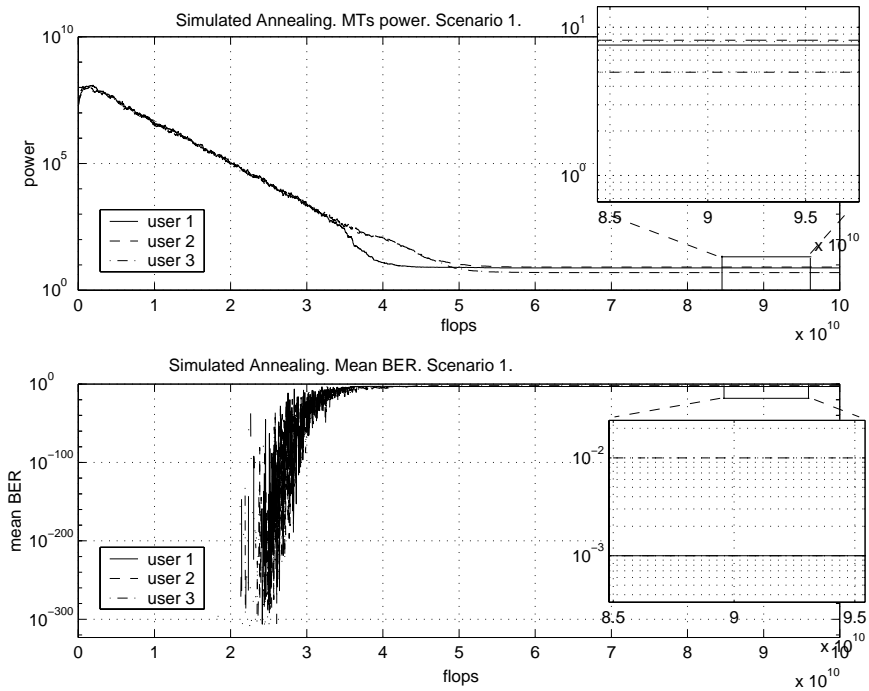 Simulated Annealing. MTs power. Scenario 1.
10^10
10^5
10^0
power
user 1
user 2
user 3
0 1 2 3 4 5 6 7 8 9 10
flops
x 10^10
10^1
10^0
8.5 9 9.5
x 10^10
Simulated Annealing. Mean BER. Scenario 1.
10^0
10^-100
10^-200
10^-300
mean BER
user 1
user 2
user 3
0 1 2 3 4 5 6 7 8 9 10
flops
x 10^10
10^-2
10^-3
8.5 9 9.5
x 10^10